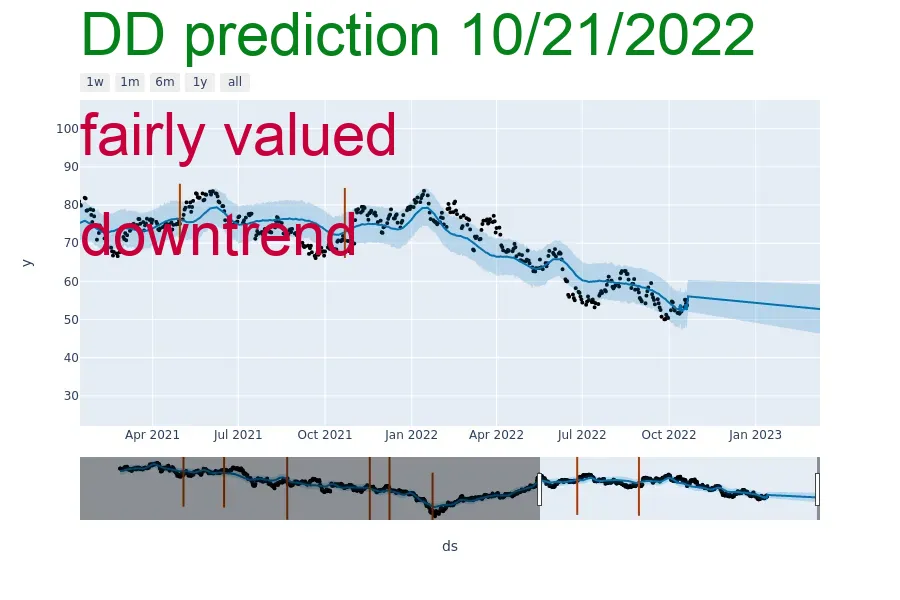 DD prediction 10/21/2022
1w 1m 6m 1y all
fairly valued
downtrend
100
90
80
70
60
50
40
30
y
Apr 2021 Jul 2021 Oct 2021 Jan 2022 Apr 2022 Jul 2022 Oct 2022 Jan 2023
ds